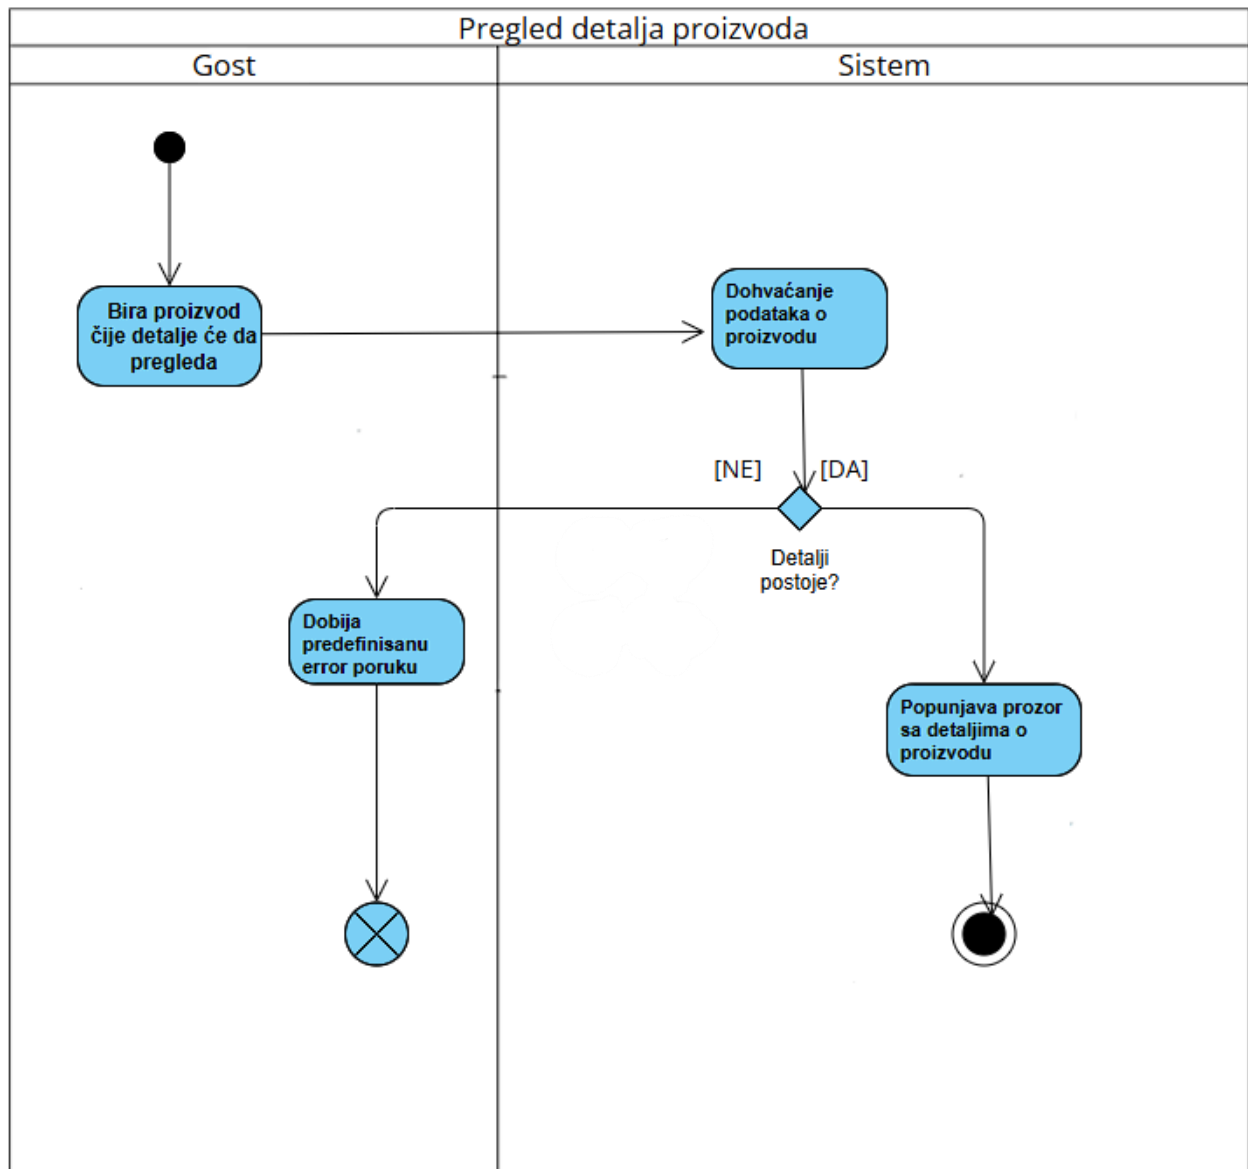 Pregled detalja proizvoda
Gost
Sistem
Bira proizvod
čije detalje će da
pregleda
Dohvaćanje
podataka o
proizvodu
[NE]
[DA]
Detalji
postoje?
Dobija
predefinisanu
error poruku
Popunjava prozor
sa detaljima o
proizvodu